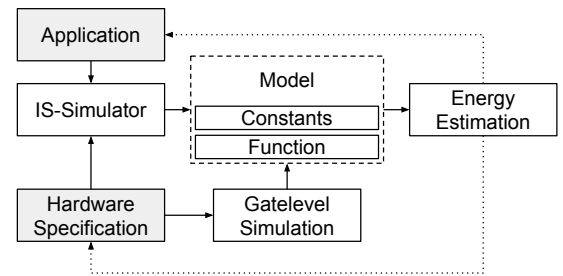 Application
IS-Simulator
Model
Constants
Function
Energy
Estimation
Hardware
Specification
Gatelevel
Simulation